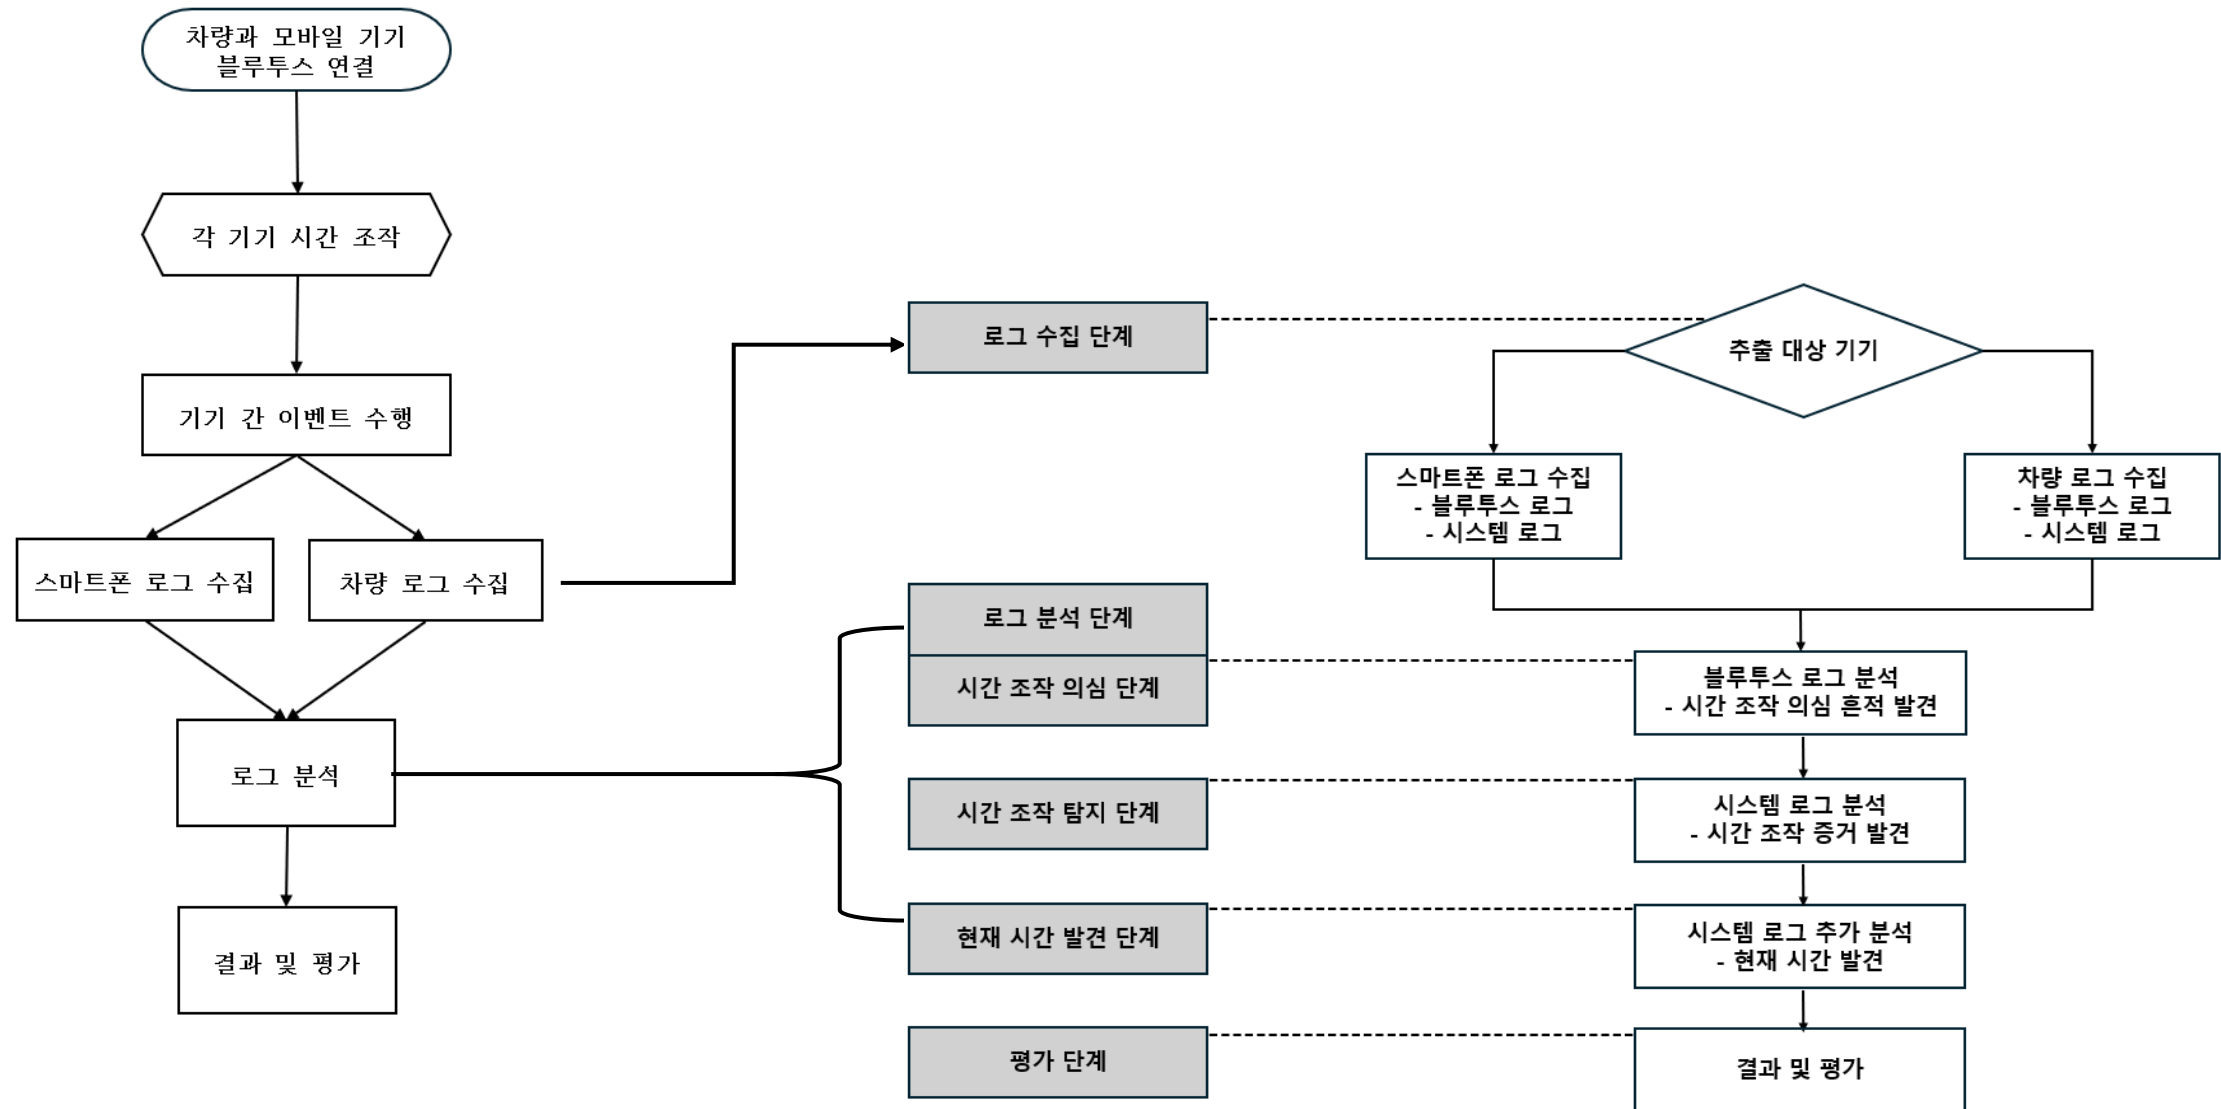 차량과 모바일 기기
블루투스 연결
각 기기 시간 조작
기기 간 이벤트 수행
스마트폰 로그 수집
차량 로그 수집
로그 분석
결과 및 평가
로그 수집 단계
로그 분석 단계
시간 조작 의심 단계
시간 조작 탐지 단계
현재 시간 발견 단계
평가 단계
추출 대상 기기
스마트폰 로그 수집
- 블루투스 로그
- 시스템 로그
차량 로그 수집
- 블루투스 로그
- 시스템 로그
블루투스 로그 분석
- 시간 조작 의심 흔적 발견
시스템 로그 분석
- 시간 조작 증거 발견
시스템 로그 추가 분석
- 현재 시간 발견
결과 및 평가